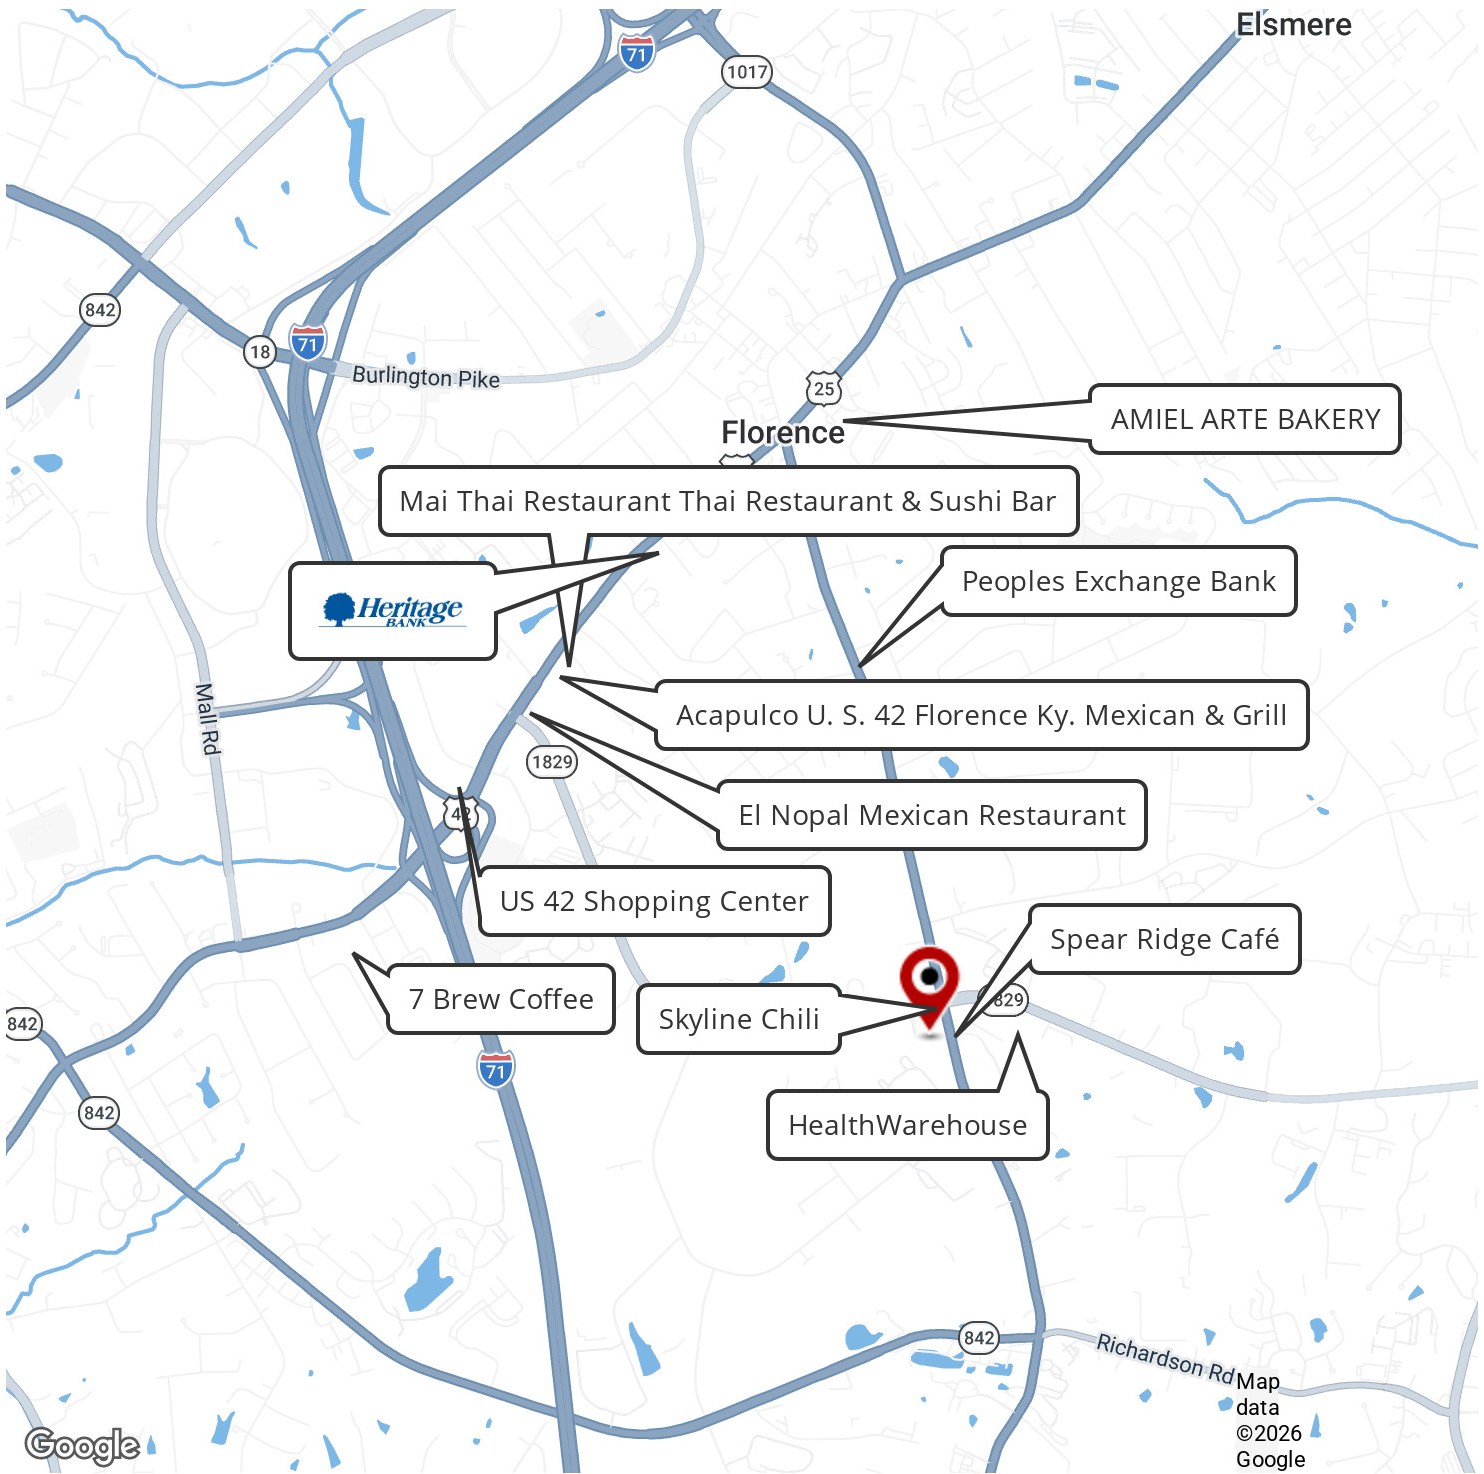 Elsmere
71
1017
842
18
71
Burlington Pike
25
Florence
AMIEL ARTE BAKERY
Mai Thai Restaurant Thai Restaurant & Sushi Bar
Peoples Exchange Bank
Heritage
BANK
Mall Rd
Acapulco U. S. 42 Florence Ky. Mexican & Grill
1829
El Nopal Mexican Restaurant
42
US 42 Shopping Center
Spear Ridge Café
7 Brew Coffee
Skyline Chili
829
842
71
842
HealthWarehouse
842
Richardson Rd
Map
data
©2026
Google
Google